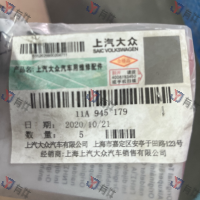 上汽大众
SAIC VOLKSWAGEN
产品名称：上汽大众汽车用维修配件
11A 945 179
日期：2020/10/21
数量：5
上汽大众汽车有限公司 上海市嘉定区安亭于田路123号
经销商：上海上汽大众汽车销售有限公司